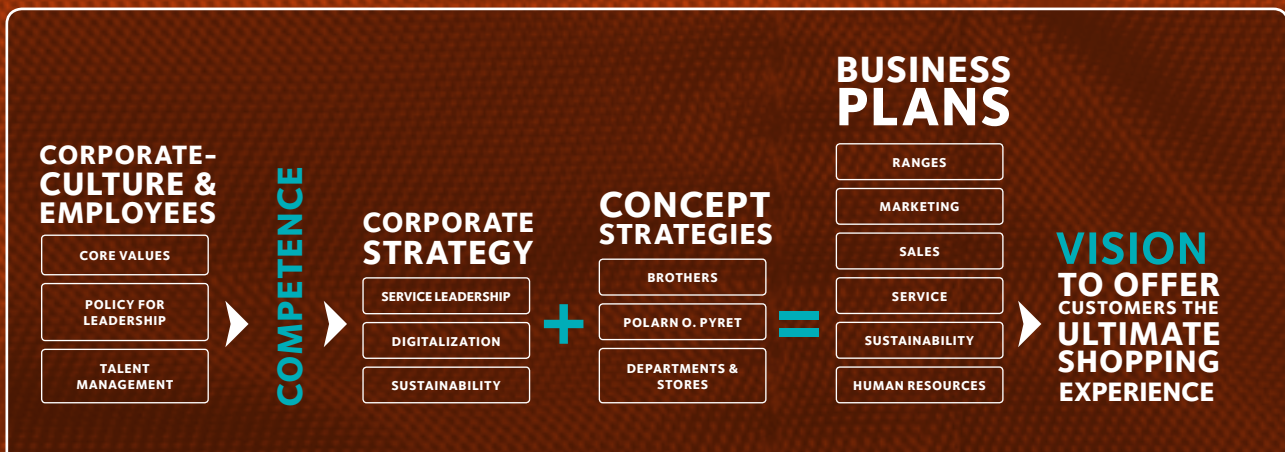 CORPORATE-
CULTURE &
EMPLOYEES
CORE VALUES
POLICY FOR
LEADERSHIP
TALENT
MANAGEMENT
COMPETENCE
CORPORATE
STRATEGY
SERVICE LEADERSHIP
DIGITALIZATION
SUSTAINABILITY
+
CONCEPT
STRATEGIES
BROTHERS
POLARN O. PYRET
DEPARTMENTS &
STORES
=
BUSINESS
PLANS
RANGES
MARKETING
SALES
SERVICE
SUSTAINABILITY
HUMAN RESOURCES
VISION
TO OFFER
CUSTOMERS THE
ULTIMATE
SHOPPING
EXPERIENCE